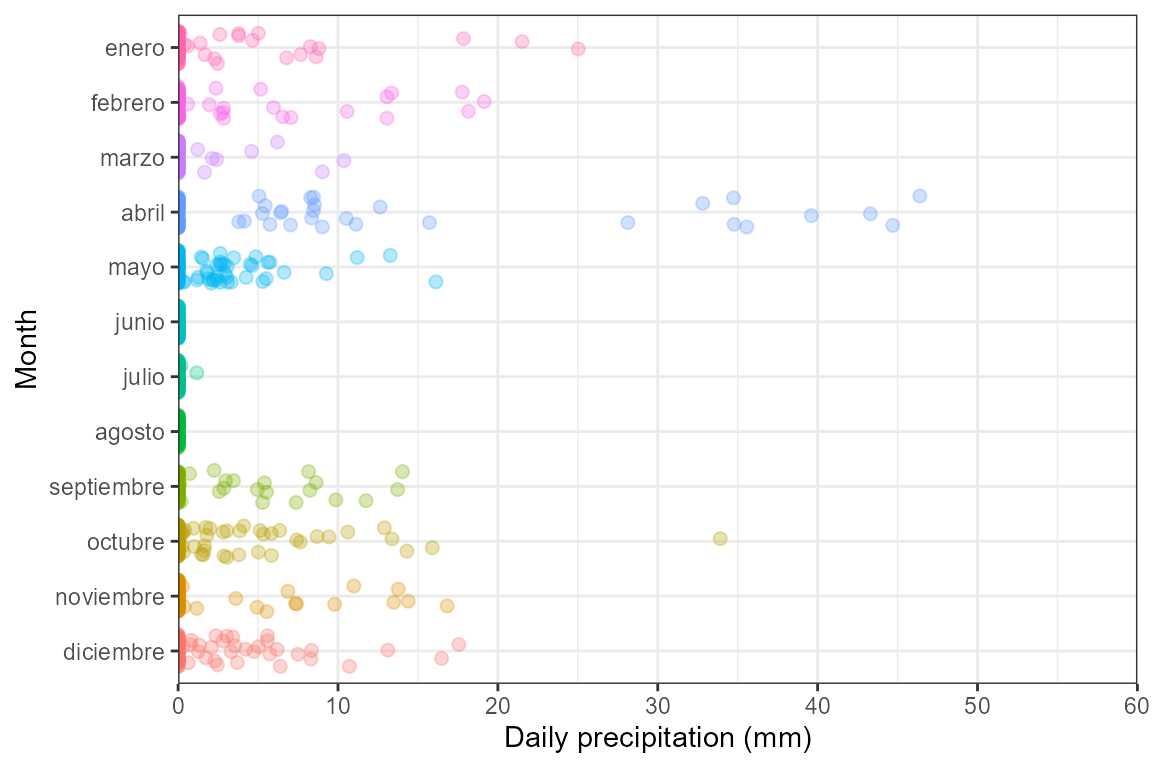 Month
enero
febrero
marzo
abril
mayo
junio
julio
agosto
septiembre
octubre
noviembre
diciembre
0 10 20 30 40 50 60
Daily precipitation (mm)